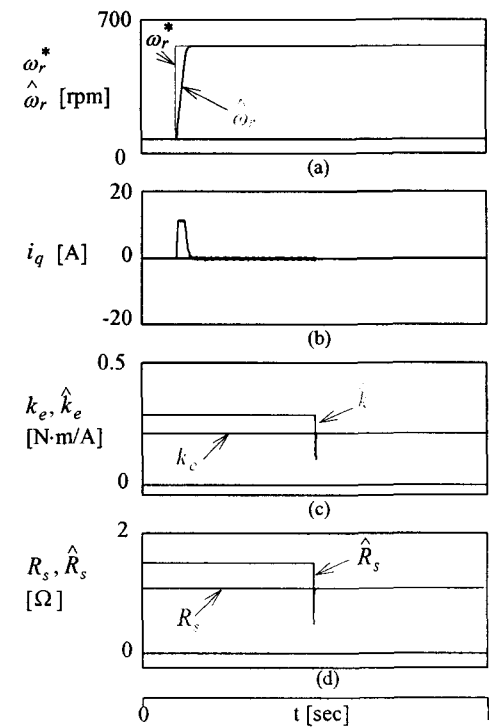 700
ω_r^*
ω_r^*
ω̂_r [rpm]
ω̂_r
0
(a)
20
i_q [A]
0
-20
(b)
0.5
k_e, k̂_e
[N·m/A]
k_e
0
(c)
2
R_s, R̂_s
[Ω]
R̂_s
R_s
0
(d)
0
t [sec]